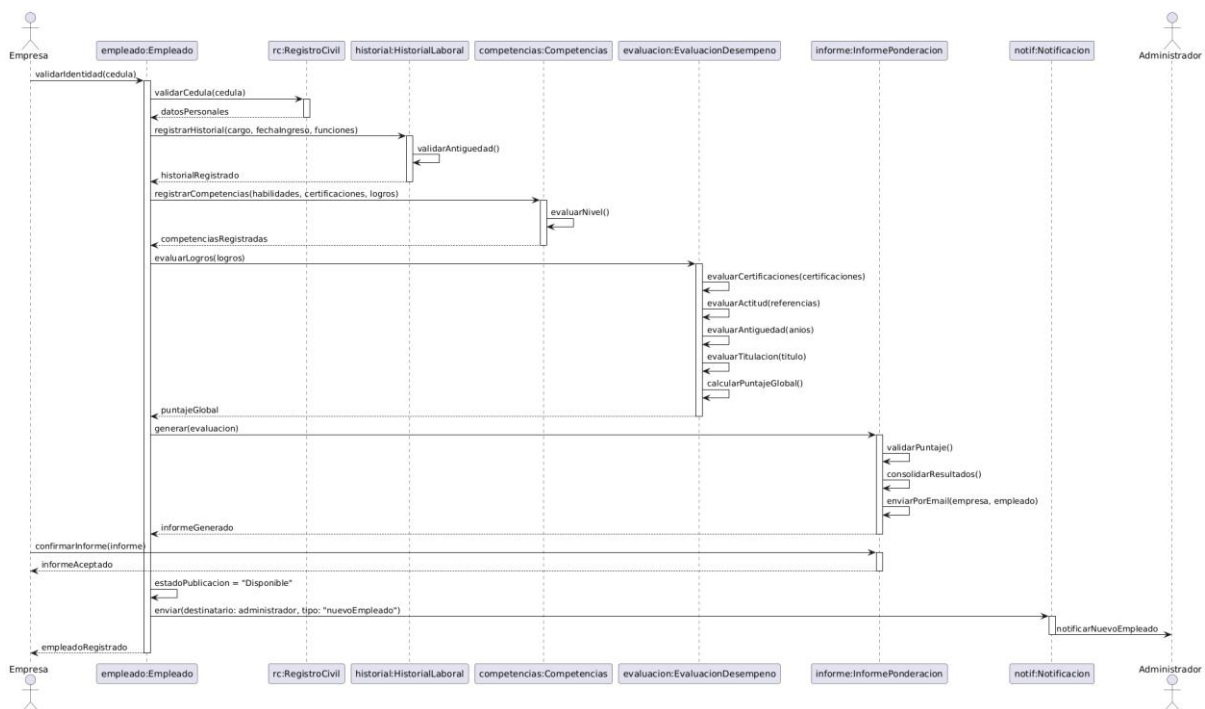 Empresa
empleado:Empleado
rc:RegistroCivil
historial:HistorialLaboral
competencias:Competencias
evaluacion:EvaluacionDesempeno
informe:InformePonderacion
notif:Notificacion
Administrador
validarIdentidad(cedula)
validarCedula(cedula)
datosPersonales
registrarHistorial(cargo, fechaIngreso, funciones)
validarAntiguedad()
historialRegistrado
registrarCompetencias(habilidades, certificaciones, logros)
evaluarNivel()
competenciasRegistradas
evaluarLogros(logros)
evaluarCertificaciones(certificaciones)
evaluarActitud(referencias)
evaluarAntiguedad(anios)
evaluarTitulacion(titulo)
calcularPuntajeGlobal()
puntajeGlobal
generar(evaluacion)
validarPuntaje()
consolidarResultados()
enviarPorEmail(empresa, empleado)
informeGenerado
confirmarInforme(informe)
informeAceptado
estadoPublicacion = "Disponible"
enviar(destinatario: administrador, tipo: "nuevoEmpleado")
notificarNuevoEmpleado
empleadoRegistrado
Empresa
empleado:Empleado
rc:RegistroCivil
historial:HistorialLaboral
competencias:Competencias
evaluacion:EvaluacionDesempeno
informe:InformePonderacion
notif:Notificacion
Administrador